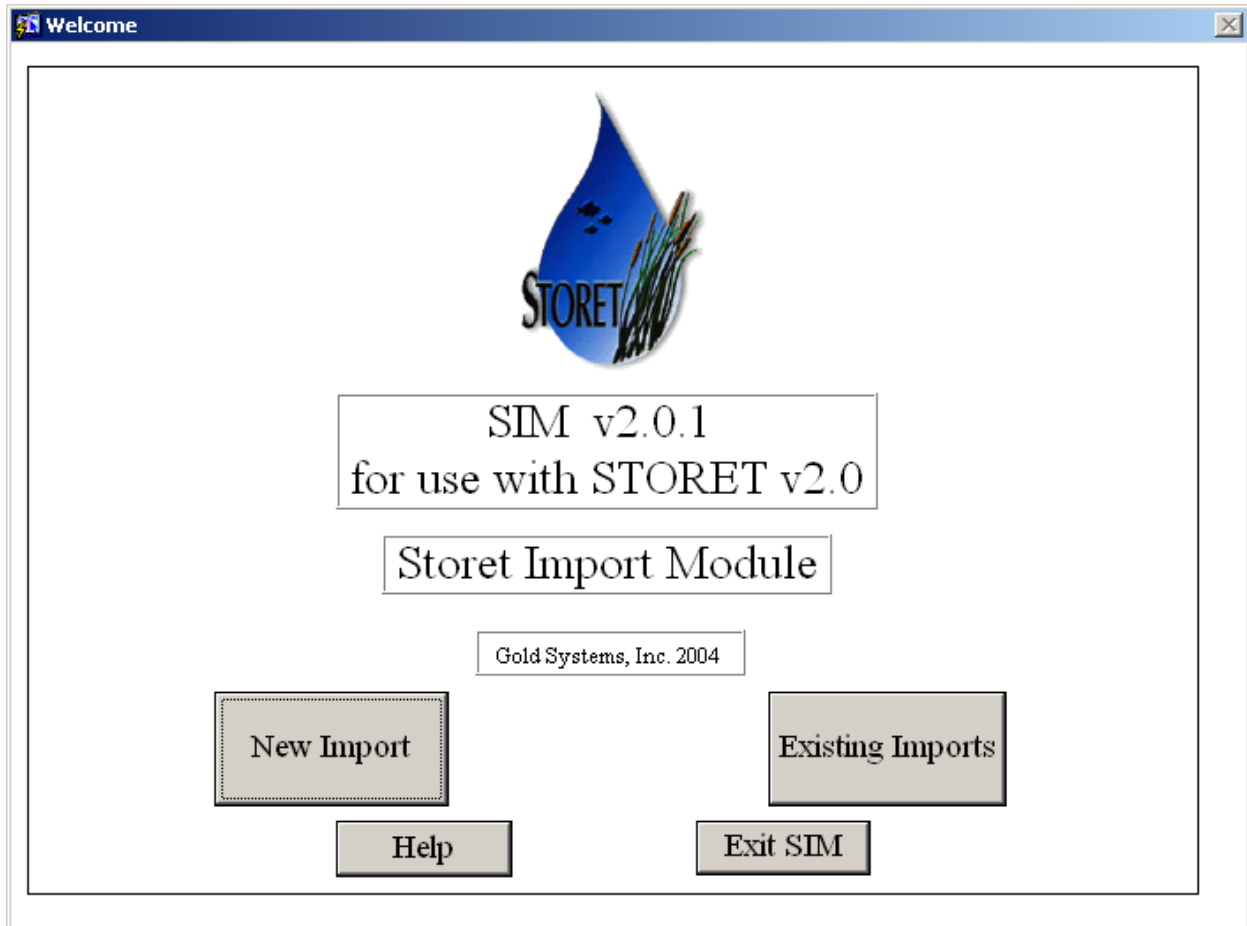 Welcome
STORET
SIM v2.0.1
for use with STORET v2.0
Storet Import Module
Gold Systems, Inc. 2004
New Import
Existing Imports
Help
Exit SIM